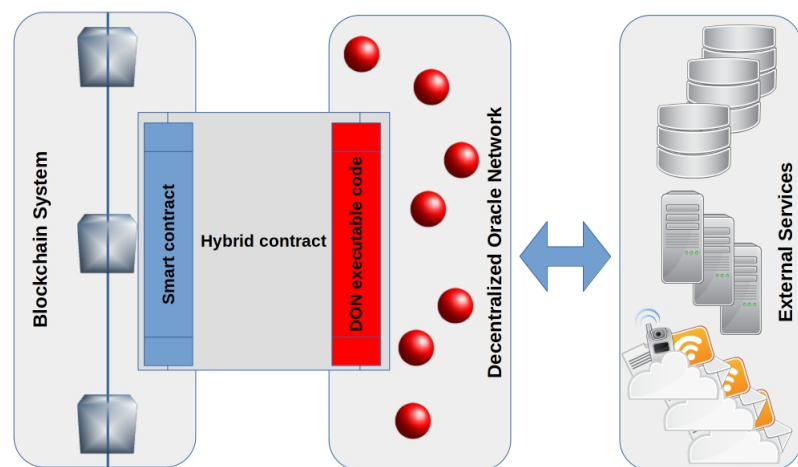 Blockchain System
Smart contract
Hybrid contract
DON executable code
Decentralized Oracle Network
External Services